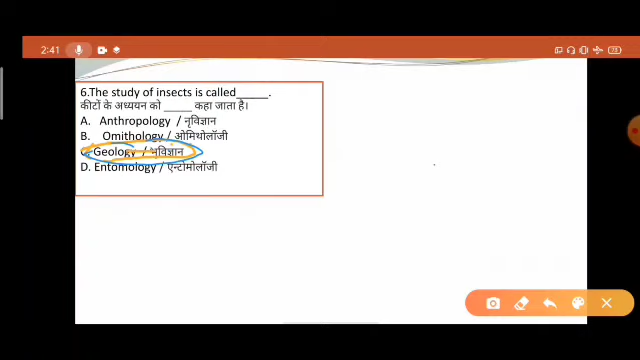 2:41
73
6.The study of insects is called_____.
कीटों के अध्ययन को _____ कहा जाता है।
A. Anthropology / नृविज्ञान
B. Omithology / ओमिथोलॉजी
C. Geology / भूविज्ञान
D. Entomology / एन्टोमोलॉजी